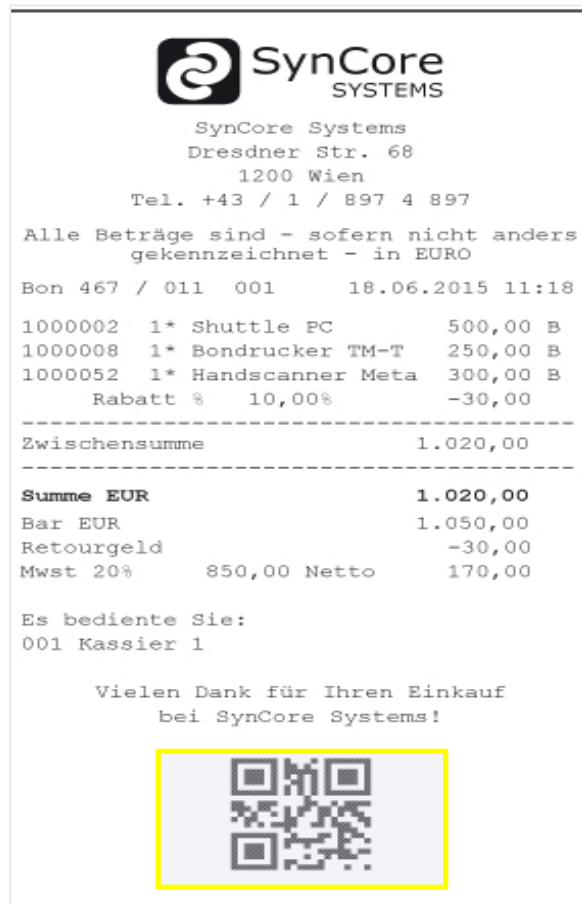 SynCore
SYSTEMS
SynCore Systems
Dresdner Str. 68
1200 Wien
Tel. +43 / 1 / 897 4 897
Alle Beträge sind - sofern nicht anders
gekennzeichnet - in EURO
Bon 467 / 011 001 18.06.2015 11:18
1000002 1* Shuttle PC 500,00 B
1000008 1* Bondrucker TM-T 250,00 B
1000052 1* Handscanner Meta 300,00 B
Rabatt % 10,00% -30,00
Zwischensumme 1.020,00
Summe EUR 1.020,00
Bar EUR 1.050,00
Retourgeld -30,00
Mwst 20% 850,00 Netto 170,00
Es bediente Sie:
001 Kassier 1
Vielen Dank für Ihren Einkauf
bei SynCore Systems!